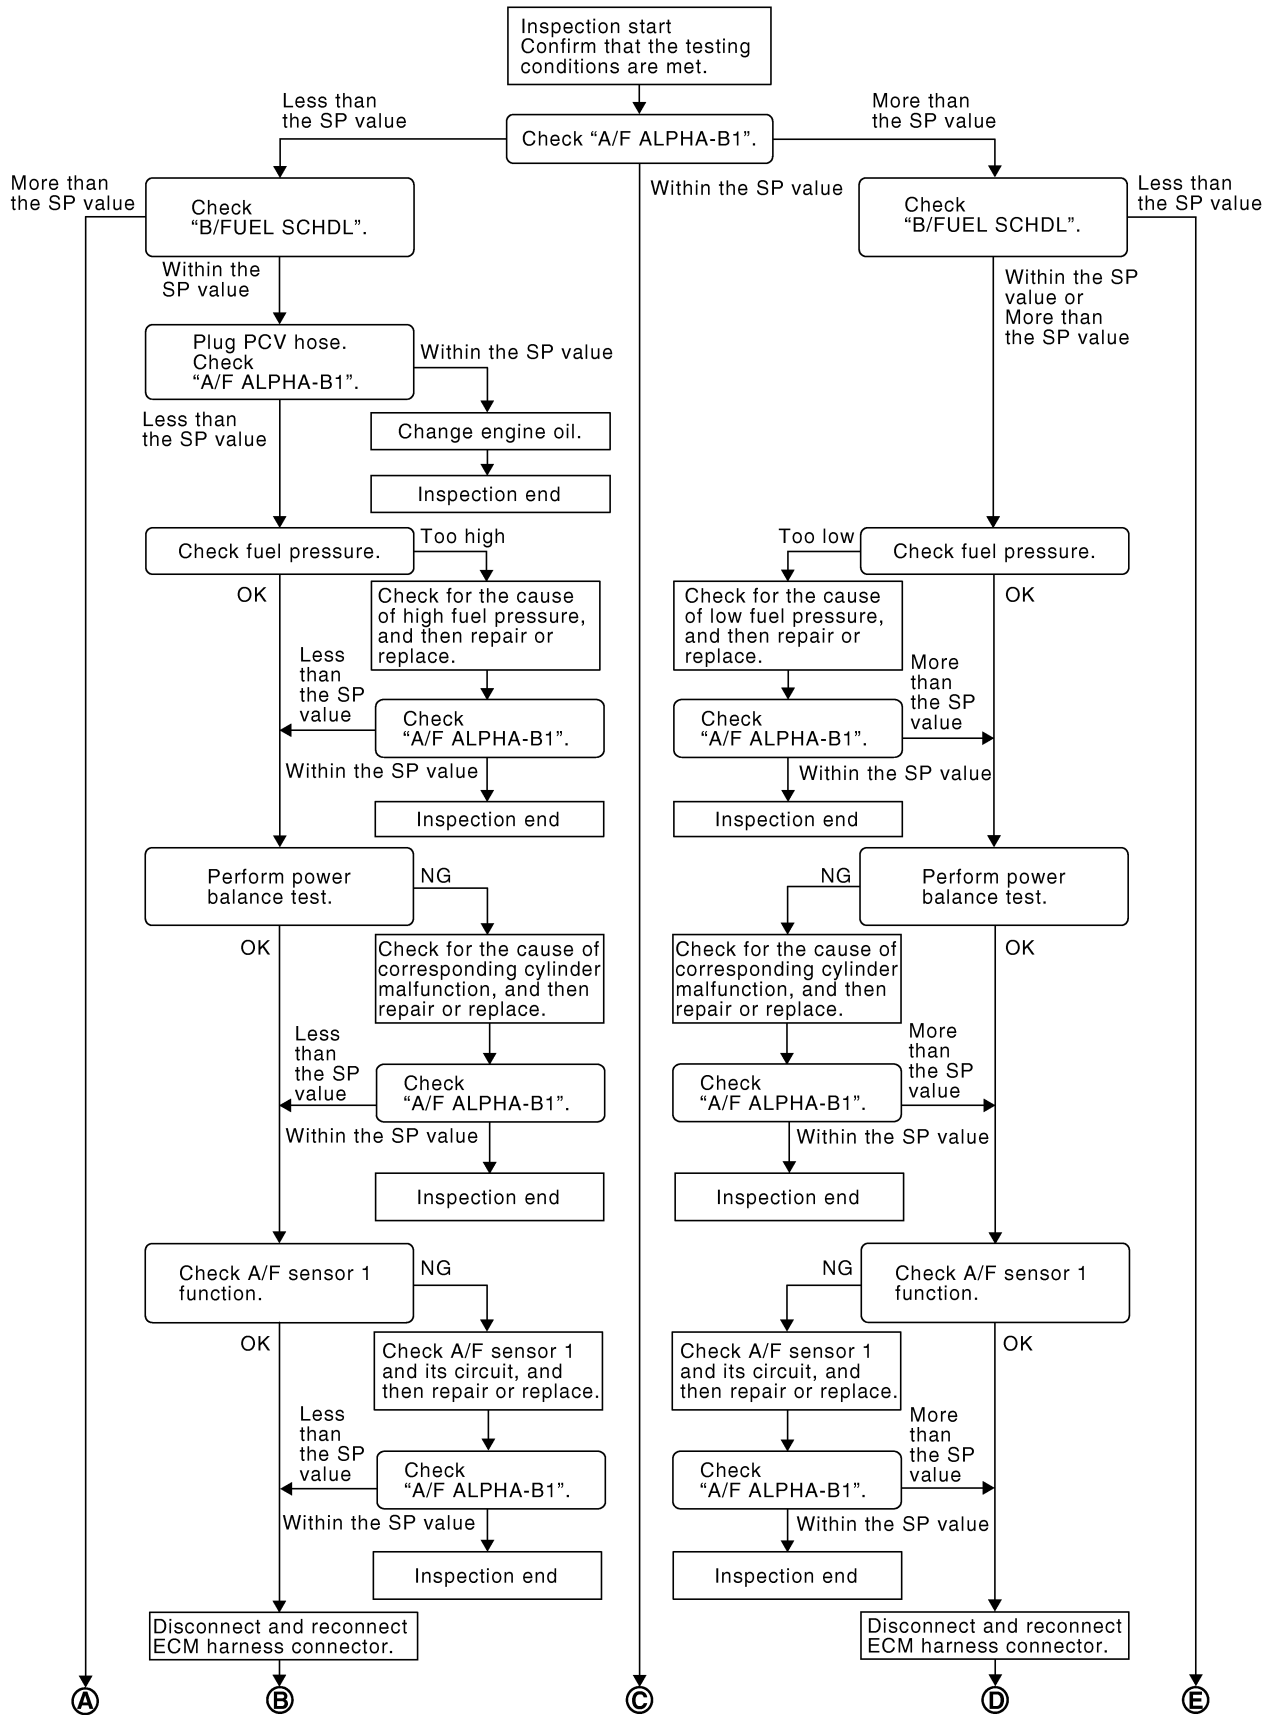 Inspection start
Confirm that the testing
conditions are met.
Less than
the SP value
More than
the SP value
Check “A/F ALPHA-B1”.
More than
the SP value
Within the SP value
Less than
the SP value
Check
“B/FUEL SCHDL”.
Check
“B/FUEL SCHDL”.
Within the
SP value
Within the SP
value or
More than
the SP value
Plug PCV hose.
Check
“A/F ALPHA-B1”.
Within the SP value
Less than
the SP value
Change engine oil.
Inspection end
Check fuel pressure.
Too high
Too low
Check fuel pressure.
OK
Check for the cause
of high fuel pressure,
and then repair or
replace.
Check for the cause
of low fuel pressure,
and then repair or
replace.
OK
Less
than
the SP
value
More
than
the SP
value
Check
“A/F ALPHA-B1”.
Check
“A/F ALPHA-B1”.
Within the SP value
Within the SP value
Inspection end
Inspection end
Perform power
balance test.
NG
NG
Perform power
balance test.
OK
Check for the cause of
corresponding cylinder
malfunction, and then
repair or replace.
Check for the cause of
corresponding cylinder
malfunction, and then
repair or replace.
OK
Less
than
the SP
value
More
than
the SP
value
Check
“A/F ALPHA-B1”.
Check
“A/F ALPHA-B1”.
Within the SP value
Within the SP value
Inspection end
Inspection end
Check A/F sensor 1
function.
NG
NG
Check A/F sensor 1
function.
OK
Check A/F sensor 1
and its circuit, and
then repair or replace.
Check A/F sensor 1
and its circuit, and
then repair or replace.
OK
Less
than
the SP
value
More
than
the SP
value
Check
“A/F ALPHA-B1”.
Check
“A/F ALPHA-B1”.
Within the SP value
Within the SP value
Inspection end
Inspection end
Disconnect and reconnect
ECM harness connector.
Disconnect and reconnect
ECM harness connector.
A
B
C
D
E